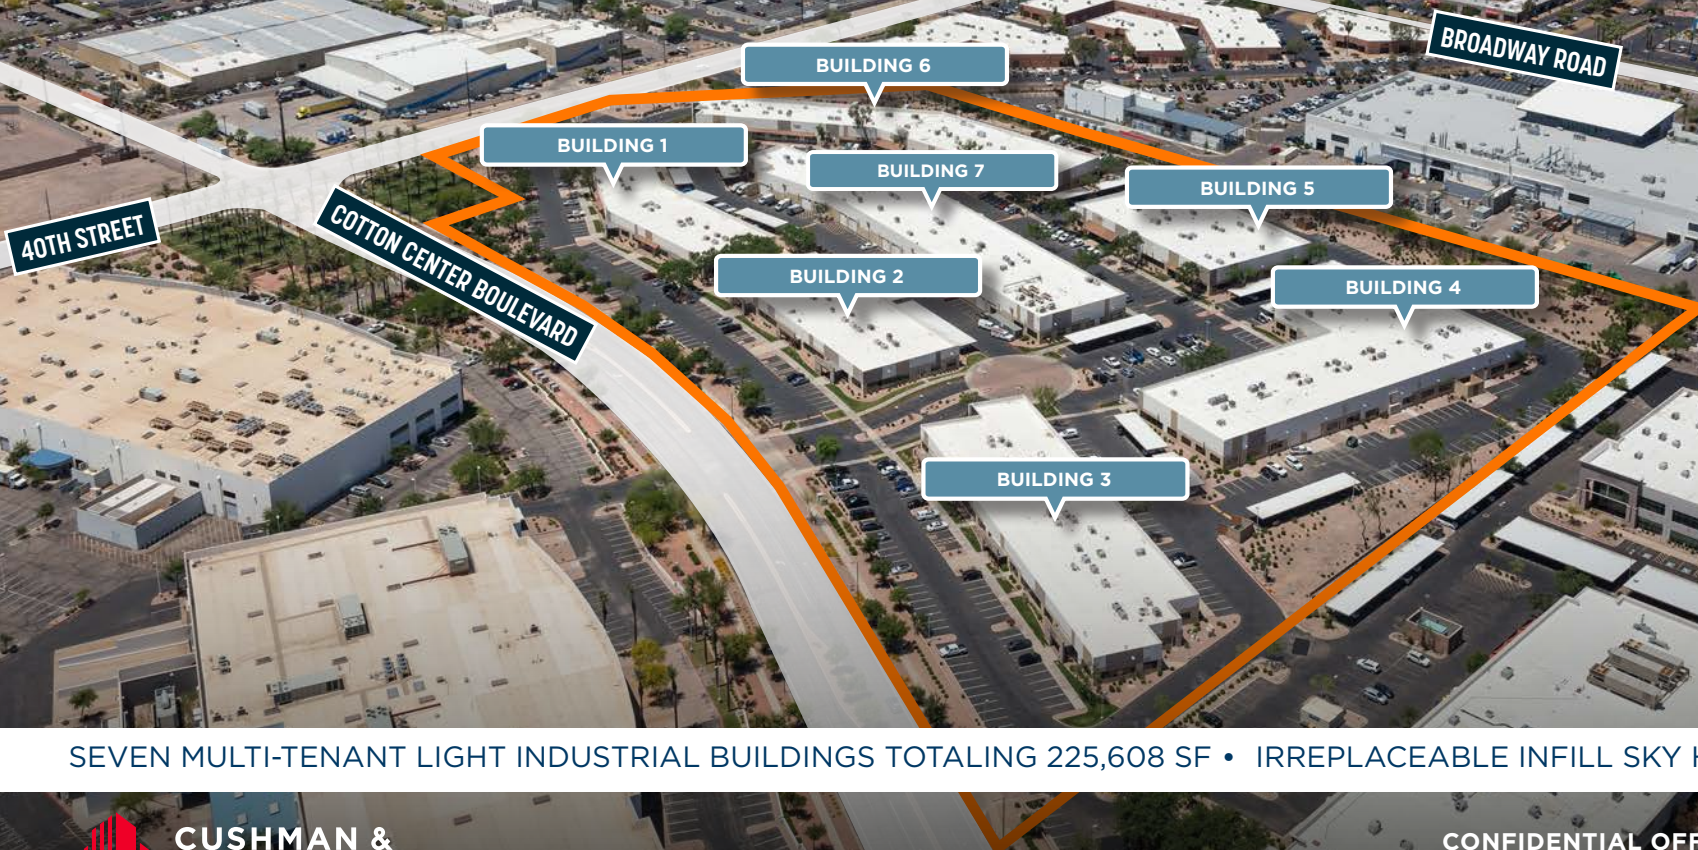 BROADWAY ROAD
BUILDING 6
BUILDING 1
BUILDING 7
BUILDING 5
40TH STREET
COTTON CENTER BOULEVARD
BUILDING 2
BUILDING 4
BUILDING 3
SEVEN MULTI-TENANT LIGHT INDUSTRIAL BUILDINGS TOTALING 225,608 SF • IRREPLACEABLE INFILL SKY
CUSHMAN &
CONFIDENTIAL